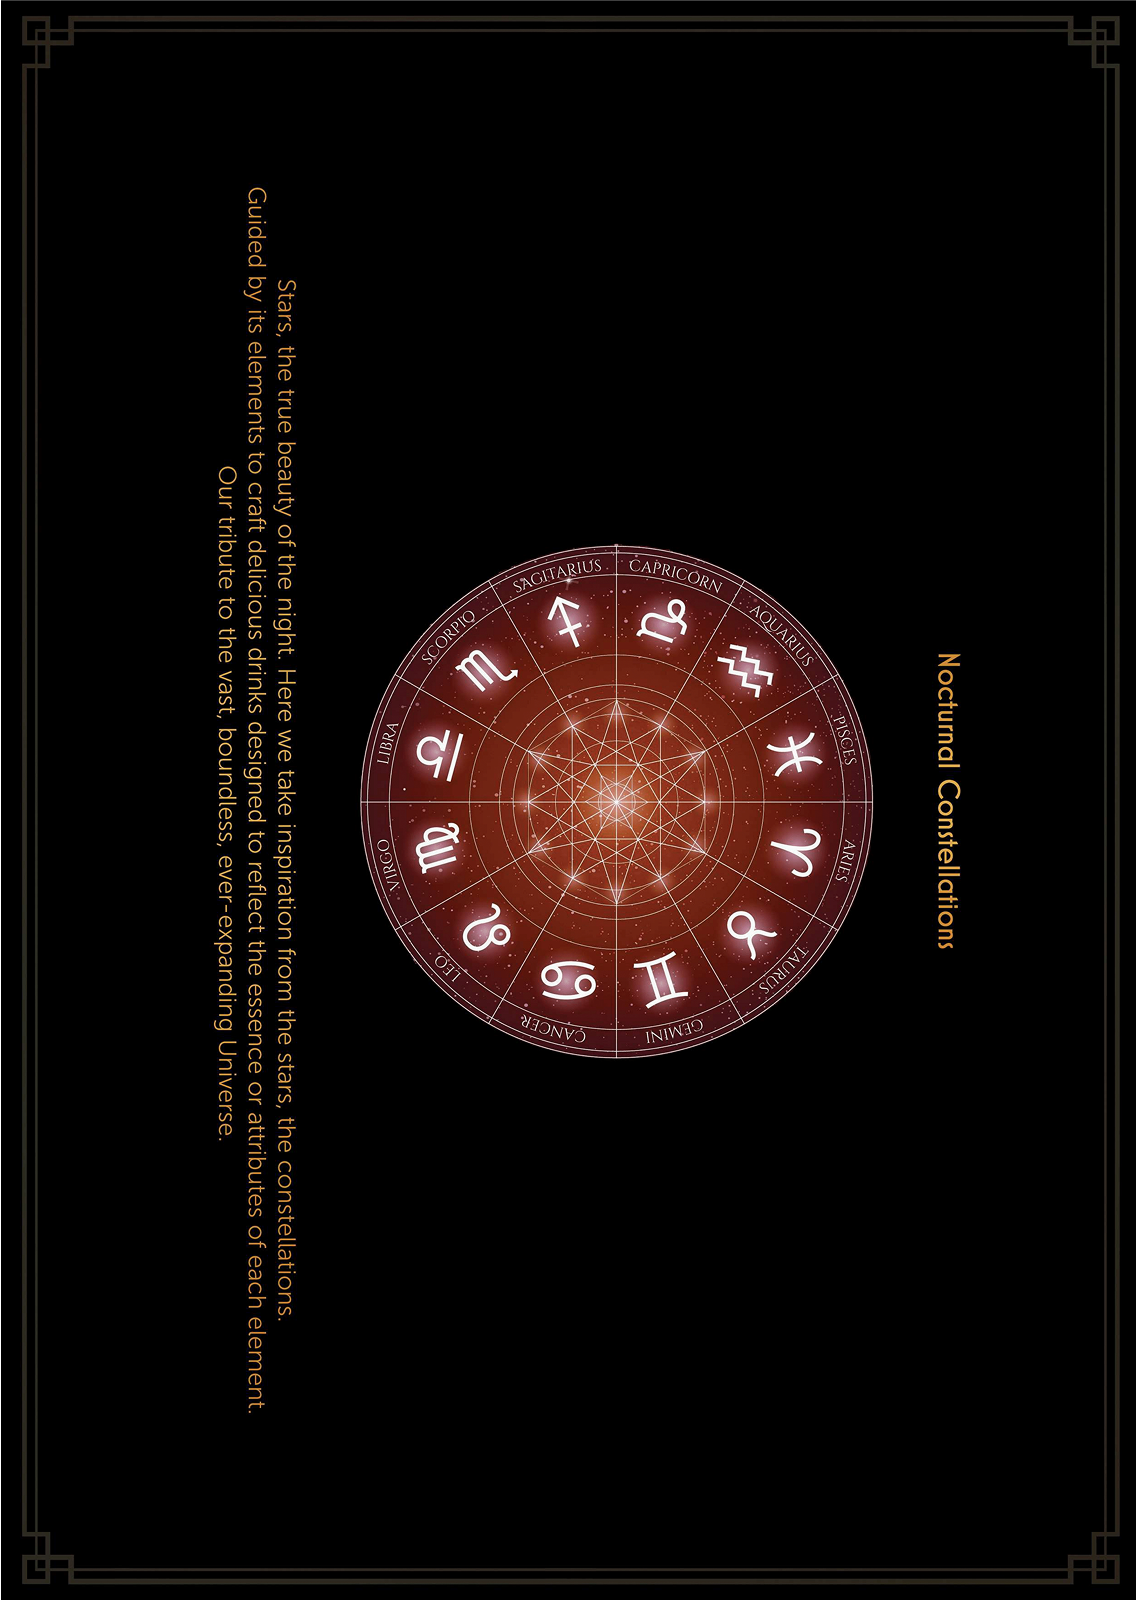 Nocturnal Constellations
PISCES
ARIES
TAURUS
GEMINI
CANCER
LEO
VIRGO
LIBRA
SCORPIO
SAGITARIUS
CAPRICORN
AQUARIUS
Stars, the true beauty of the night. Here we take inspiration from the stars, the constellations.
Guided by its elements to craft delicious drinks designed to reflect the essence or attributes of each element.
Our tribute to the vast, boundless, ever-expanding Universe.